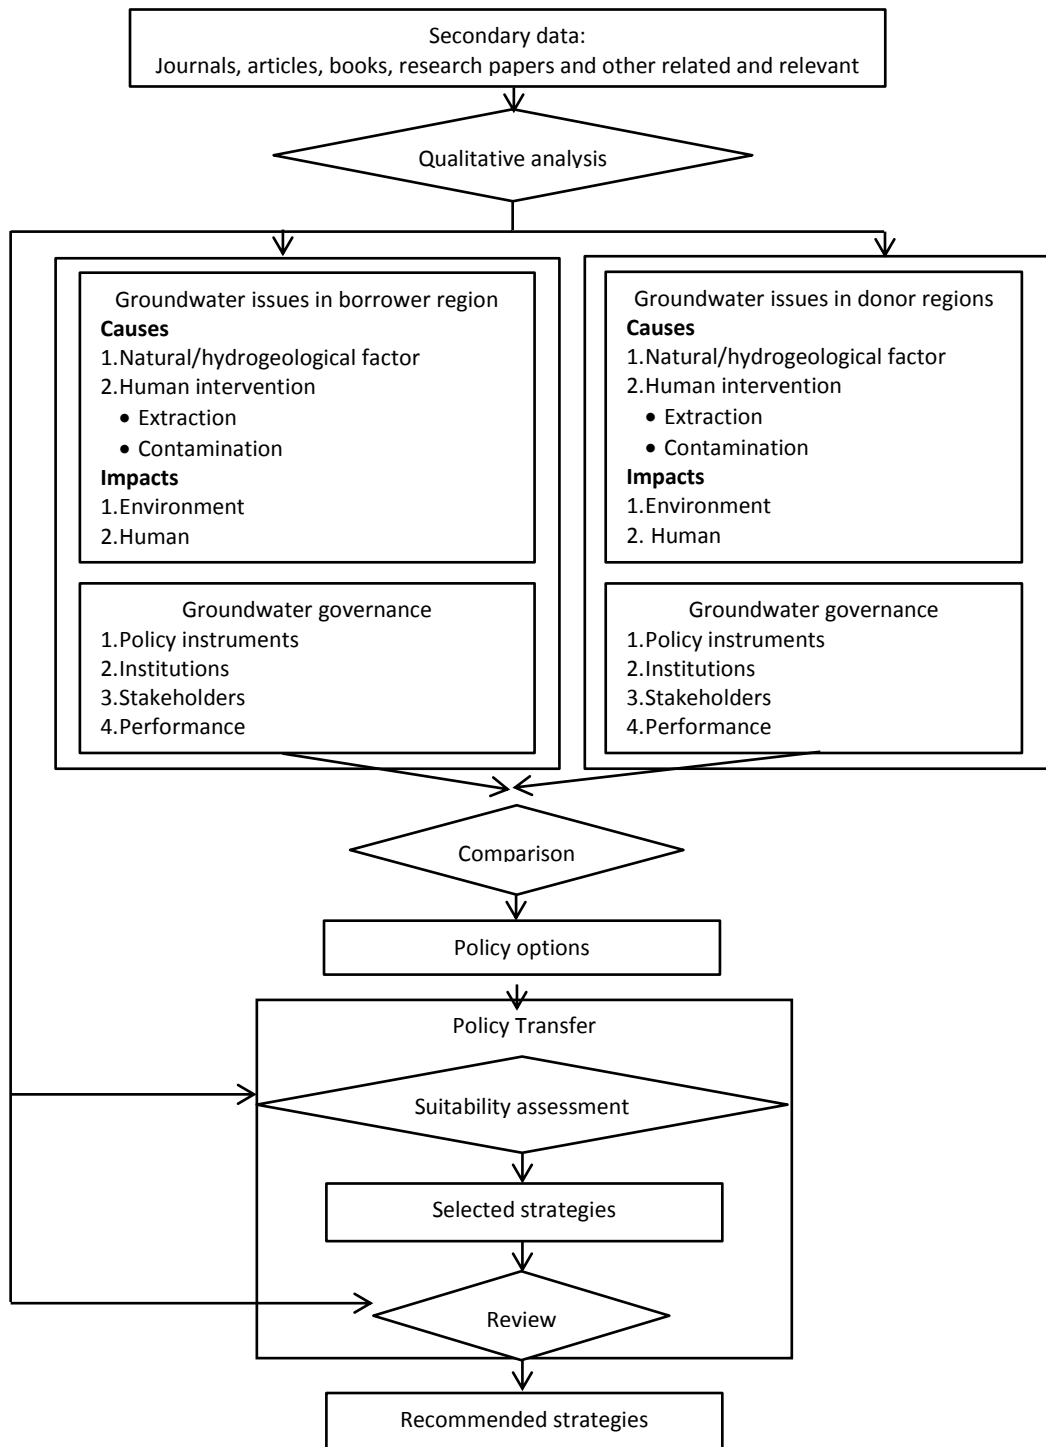 Secondary data:
Journals, articles, books, research papers and other related and relevant
Qualitative analysis
Groundwater issues in borrower region
Causes
1.Natural/hydrogeological factor
2.Human intervention
• Extraction
• Contamination
Impacts
1.Environment
2.Human
Groundwater governance
1.Policy instruments
2.Institutions
3.Stakeholders
4.Performance
Groundwater issues in donor regions
Causes
1.Natural/hydrogeological factor
2.Human intervention
• Extraction
• Contamination
Impacts
1.Environment
2. Human
Groundwater governance
1.Policy instruments
2.Institutions
3.Stakeholders
4.Performance
Comparison
Policy options
Policy Transfer
Suitability assessment
Selected strategies
Review
Recommended strategies